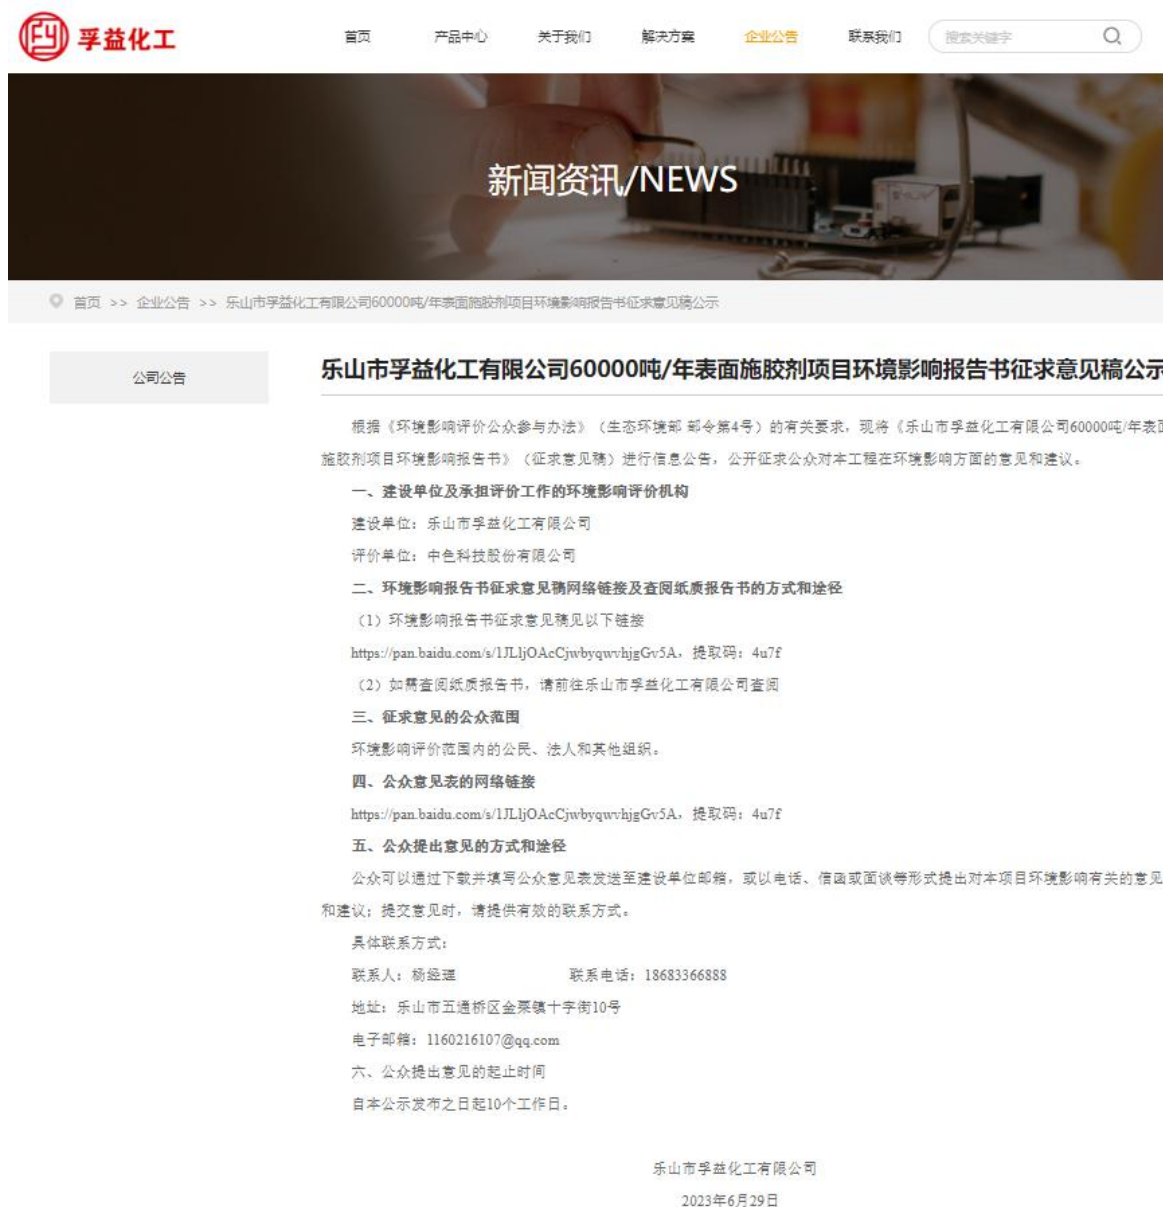 孚益化工
首页 产品中心 关于我们 解决方案 企业公告 联系我们 搜索关键字
新闻资讯/NEWS
首页 >> 企业公告 >> 乐山市孚益化工有限公司60000吨/年表面施胶剂项目环境影响报告书征求意见稿公示
公司公告
乐山市孚益化工有限公司60000吨/年表面施胶剂项目环境影响报告书征求意见稿公示
根据《环境影响评价公众参与办法》（生态环境部 部令第4号）的有关要求，现将《乐山市孚益化工有限公司60000吨/年表面
施胶剂项目环境影响报告书》（征求意见稿）进行信息公告，公开征求公众对本工程在环境影响方面的意见和建议。
一、建设单位及承担评价工作的环境影响评价机构
建设单位：乐山市孚益化工有限公司
评价单位：中色科技股份有限公司
二、环境影响报告书征求意见稿网络链接及查阅纸质报告书的方式和途径
（1）环境影响报告书征求意见稿见以下链接
https://pan.baidu.com/s/1JLljOAcCjwbyqwvhjgGv5A，提取码：4u7f
（2）如需查阅纸质报告书，请前往乐山市孚益化工有限公司查阅
三、征求意见的公众范围
环境影响评价范围内的公民、法人和其他组织。
四、公众意见表的网络链接
https://pan.baidu.com/s/1JLljOAcCjwbyqwvhjgGv5A，提取码：4u7f
五、公众提出意见的方式和途径
公众可以通过下载并填写公众意见表发送至建设单位邮箱，或以电话、信函或面谈等形式提出对本项目环境影响有关的意见
和建议；提交意见时，请提供有效的联系方式。
具体联系方式：
联系人：杨经理 联系电话：18683366888
地址：乐山市五通桥区金粟镇十字街10号
电子邮箱：1160216107@qq.com
六、公众提出意见的起止时间
自本公示发布之日起10个工作日。
乐山市孚益化工有限公司
2023年6月29日